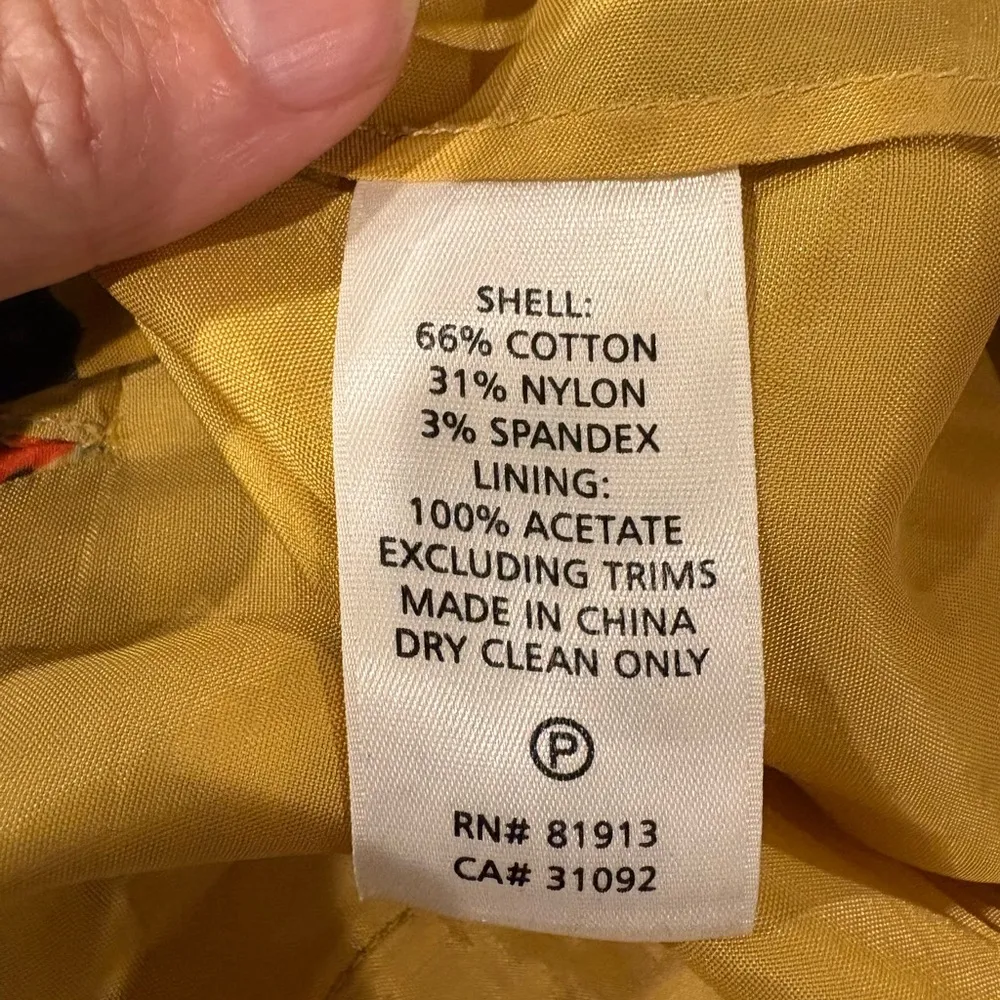 SHELL:
66% COTTON
31% NYLON
3% SPANDEX
LINING:
100% ACETATE
EXCLUDING TRIMS
MADE IN CHINA
DRY CLEAN ONLY
P
RN# 81913
CA# 31092